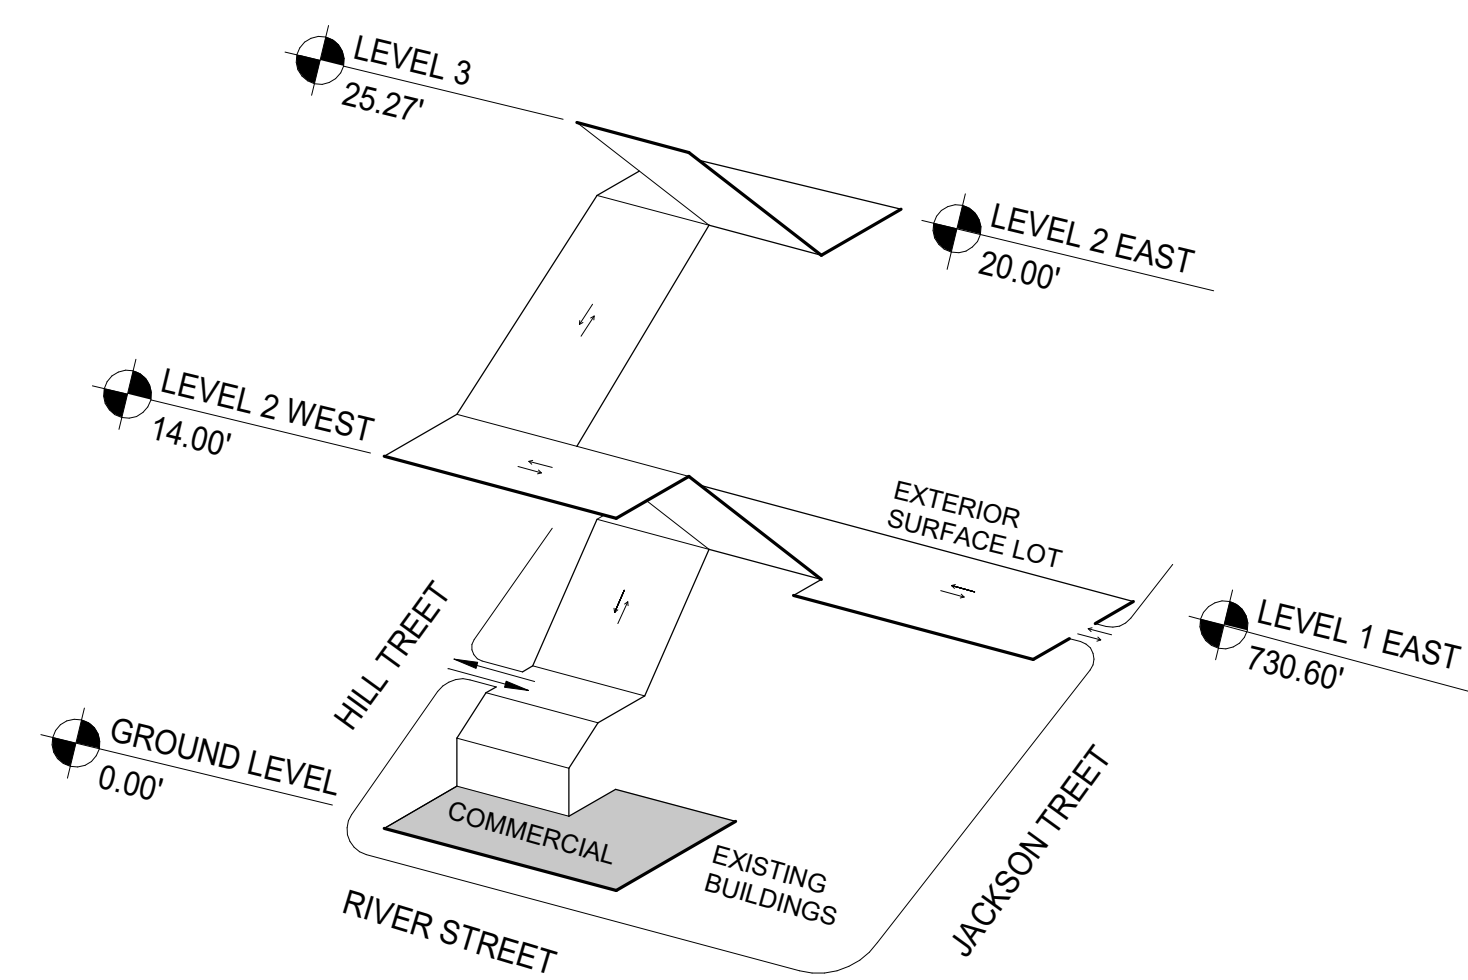 LEVEL 3
25.27'
LEVEL 2 EAST
20.00'
LEVEL 2 WEST
14.00'
EXTERIOR
SURFACE LOT
LEVEL 1 EAST
730.60'
HILL TREET
GROUND LEVEL
0.00'
COMMERCIAL
EXISTING
BUILDINGS
JACKSON TREET
RIVER STREET